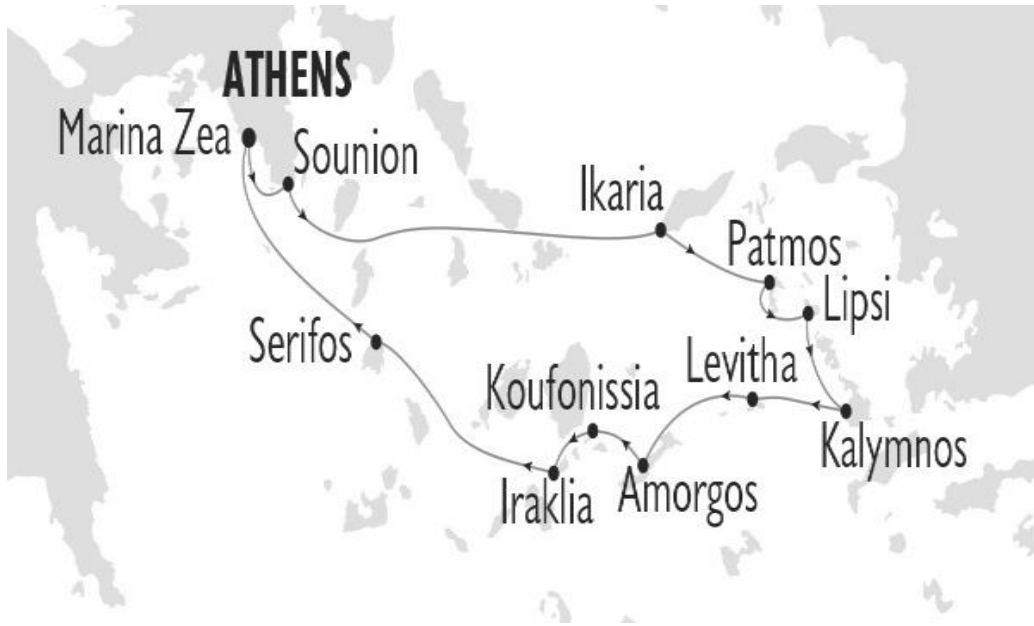 ATHENS
Marina Zea
Sounion
Ikaria
Patmos
Lipsi
Serifos
Levitha
Koufonissia
Kalymnos
Iraklia
Amorgos